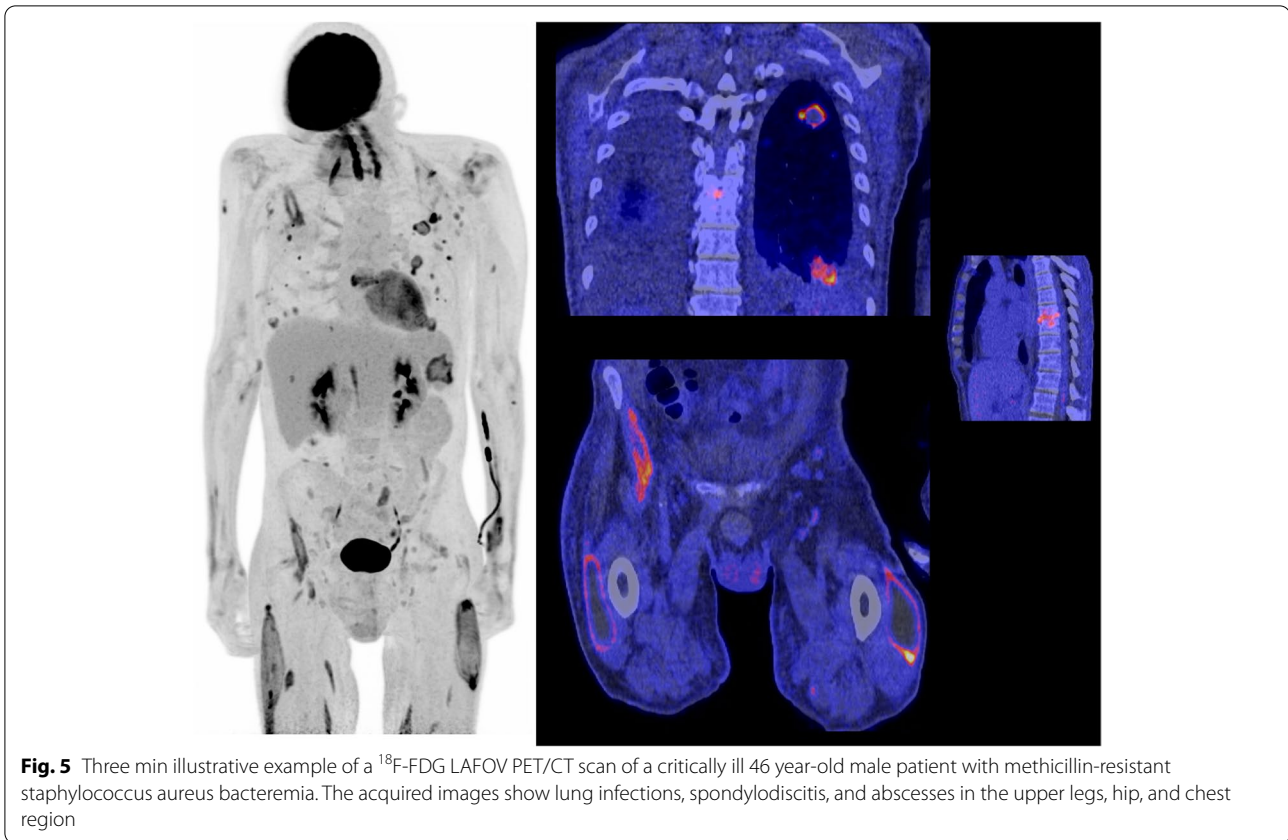 Fig. 5 Three min illustrative example of a ¹⁸F-FDG LAFOV PET/CT scan of a critically ill 46 year-old male patient with methicillin-resistant
staphylococcus aureus bacteremia. The acquired images show lung infections, spondylodiscitis, and abscesses in the upper legs, hip, and chest
region